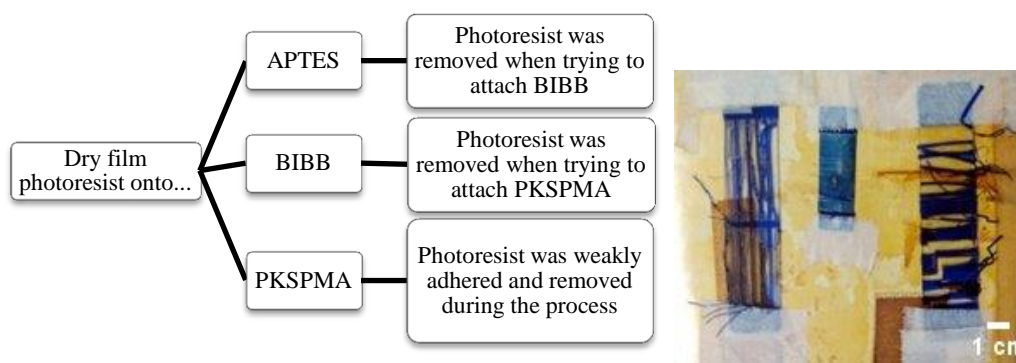 Dry film
photoresist onto...
APTES
Photoresist was
removed when trying to
attach BIBB
BIBB
Photoresist was
removed when trying to
attach PKSPMA
PKSPMA
Photoresist was weakly
adhered and removed
during the process
1 cm